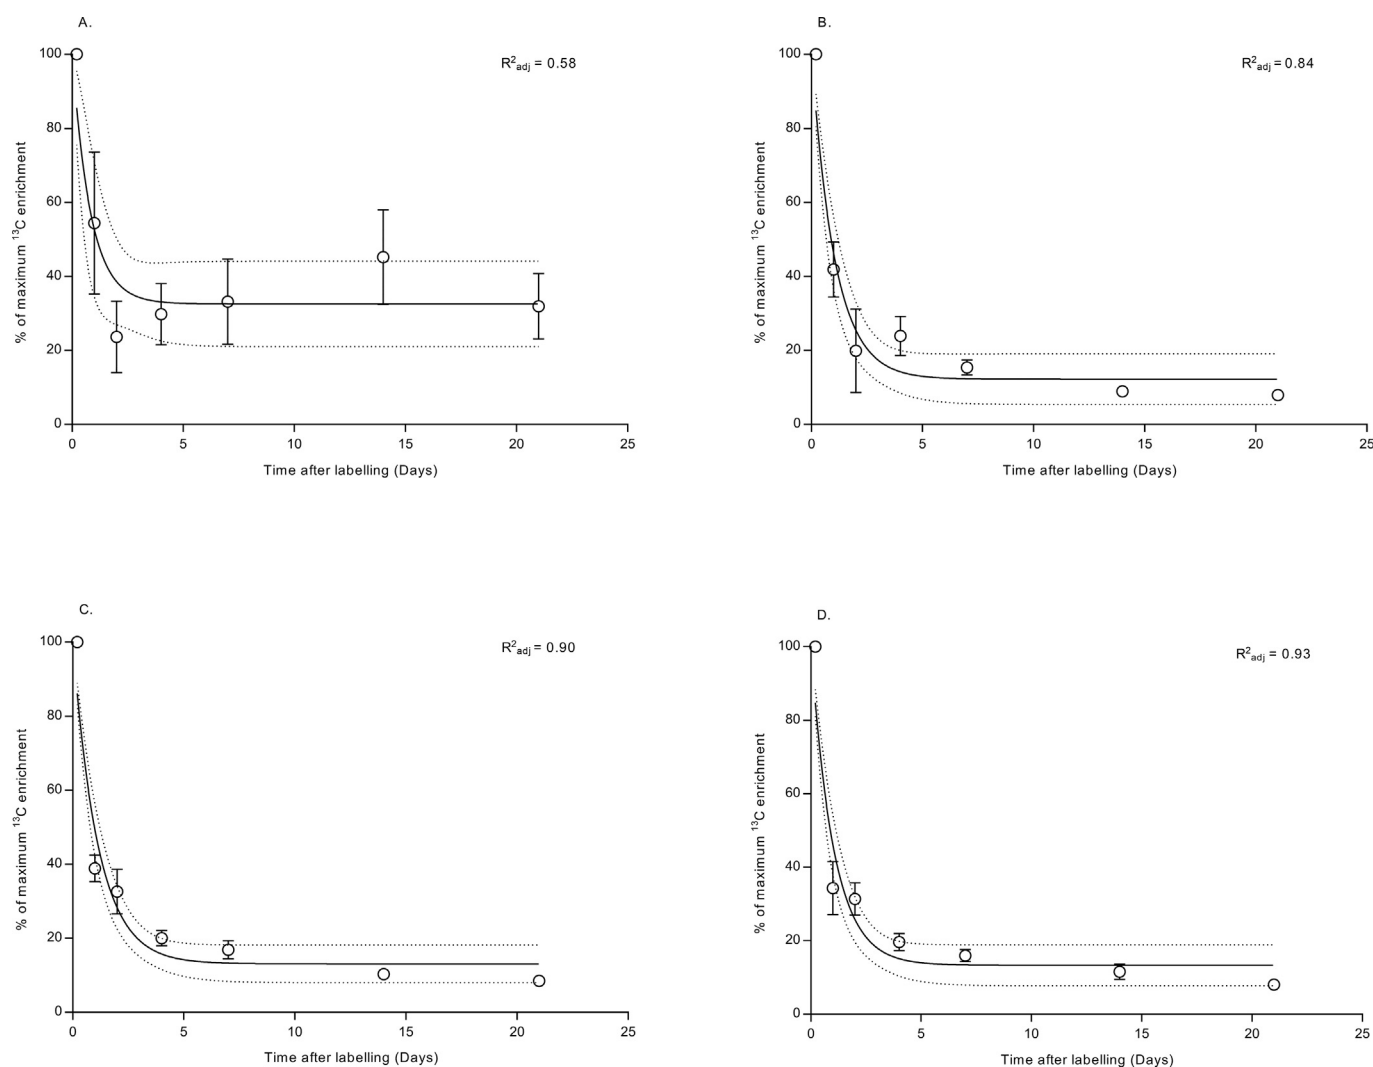 A.
R²adj = 0.58
% of maximum ¹³C enrichment
100
80
60
40
20
0
0 5 10 15 20 25
Time after labelling (Days)
B.
R²adj = 0.84
% of maximum ¹³C enrichment
100
80
60
40
20
0
0 5 10 15 20 25
Time after labelling (Days)
C.
R²adj = 0.90
% of maximum ¹³C enrichment
100
80
60
40
20
0
0 5 10 15 20 25
Time after labelling (Days)
D.
R²adj = 0.93
% of maximum ¹³C enrichment
100
80
60
40
20
0
0 5 10 15 20 25
Time after labelling (Days)